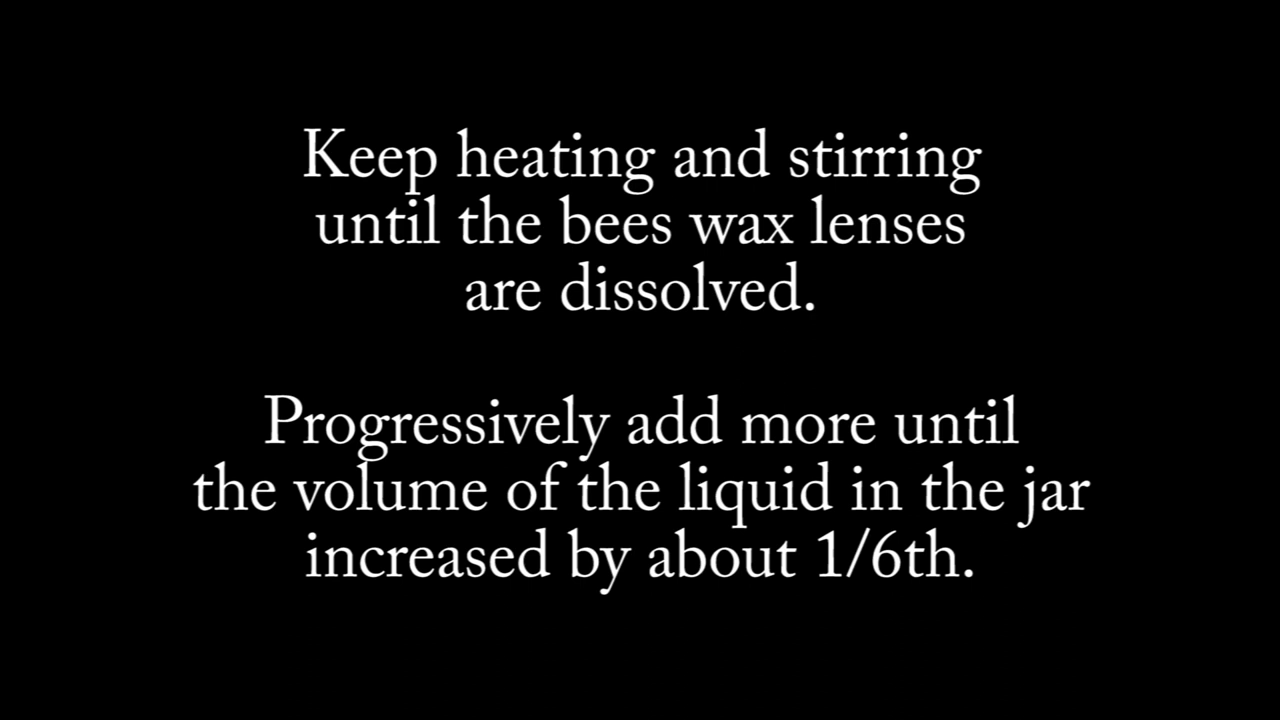 Keep heating and stirring
until the bees wax lenses
are dissolved.
Progressively add more until
the volume of the liquid in the jar
increased by about 1/6th.